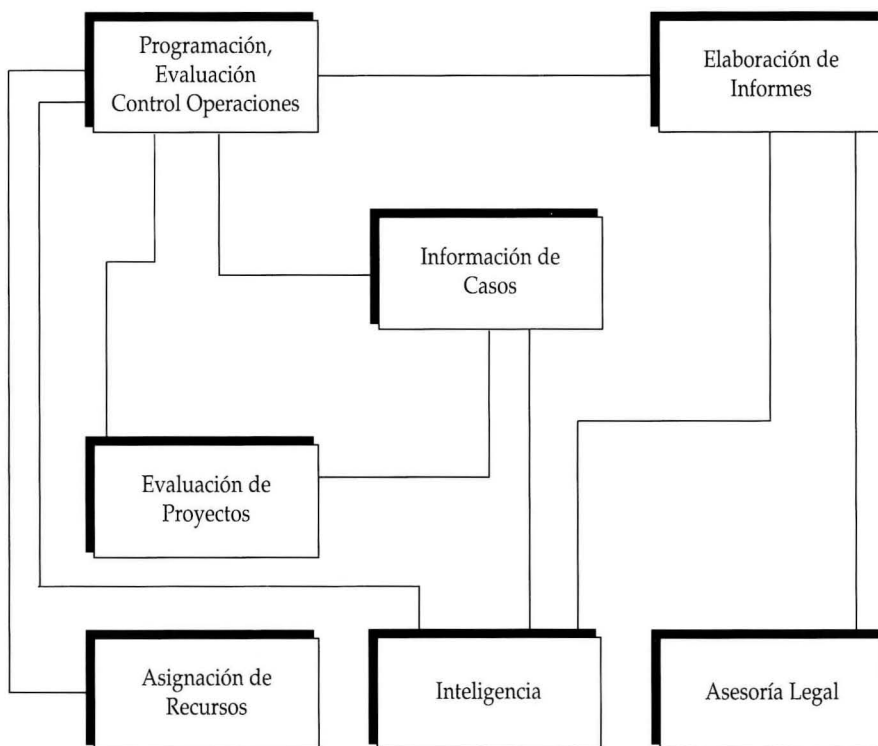 Programación,
Evaluación
Control Operaciones
Elaboración de
Informes
Información de
Casos
Evaluación de
Proyectos
Asignación de
Recursos
Inteligencia
Asesoría Legal